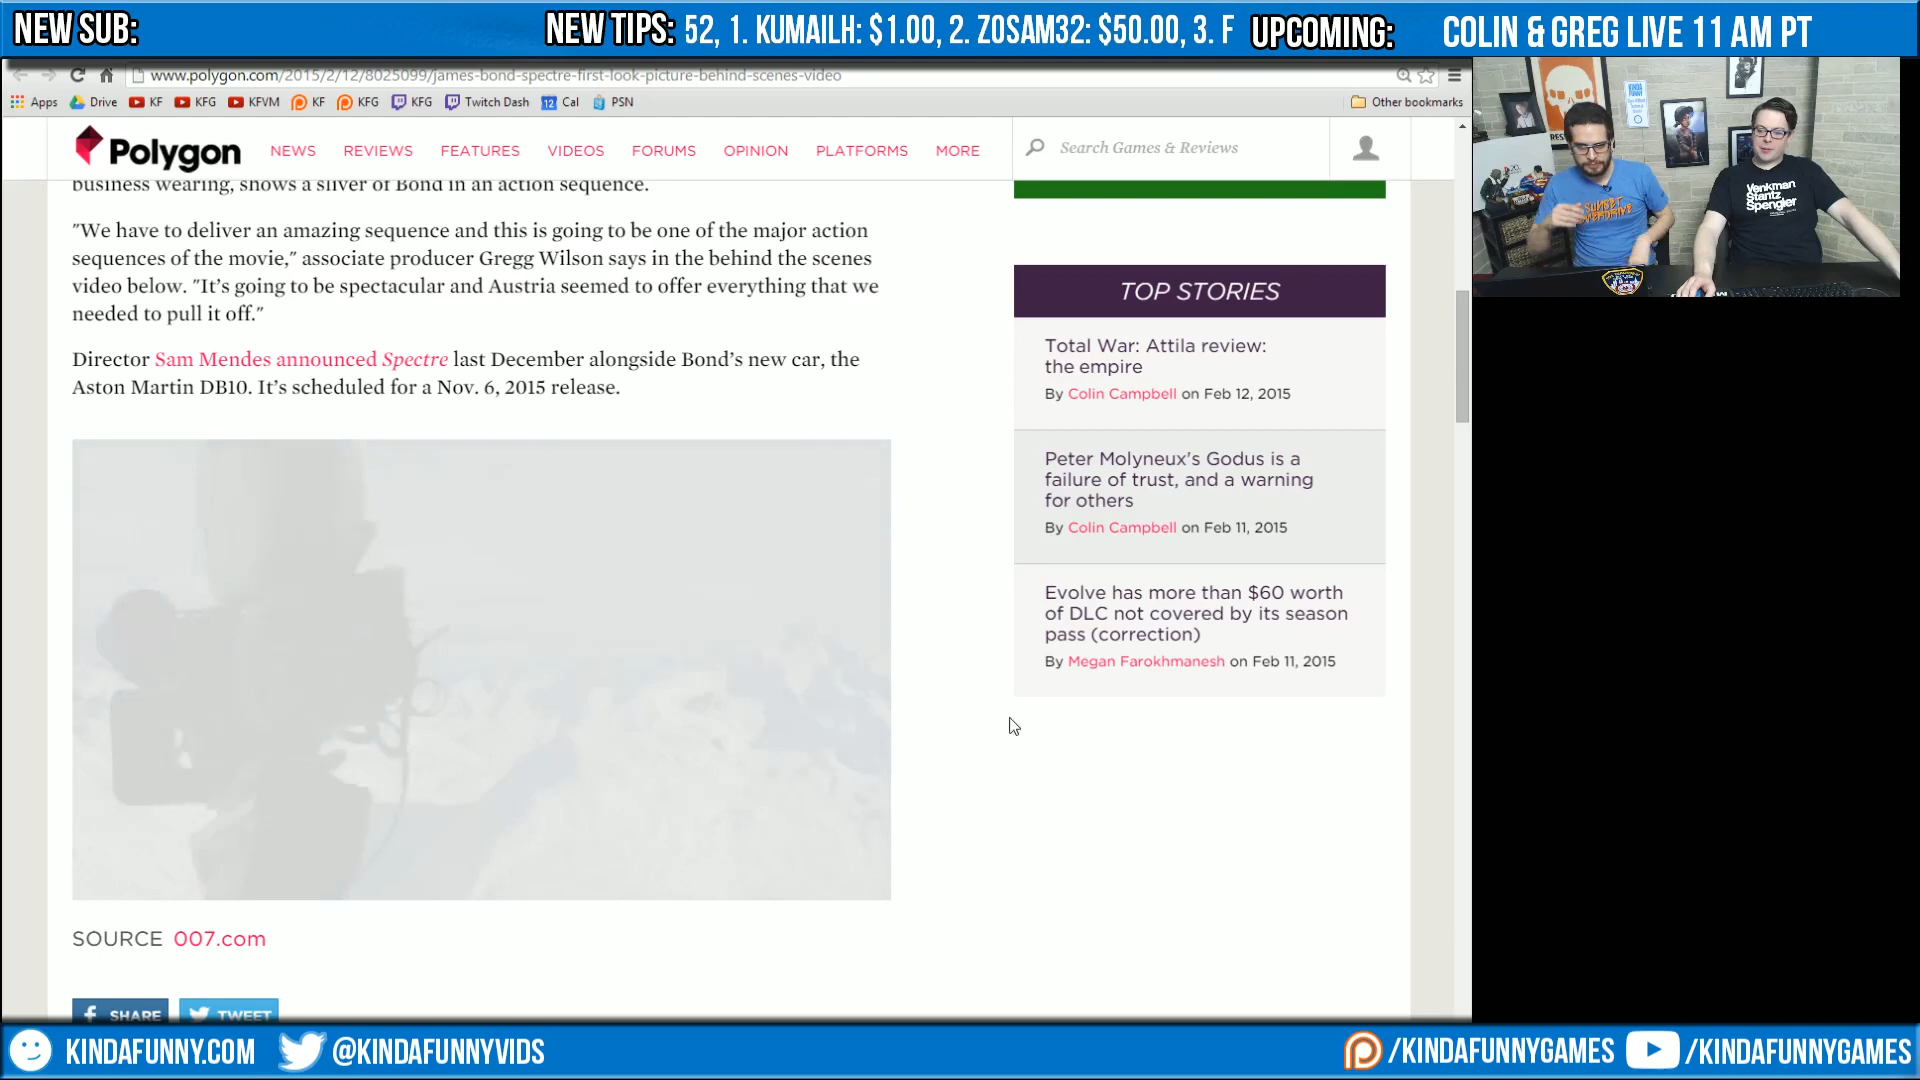 NEW SUB:
NEW TIPS: 52, 1. KUMAILH: $1.00, 2. Z0SAM32: $50.00, 3. F
UPCOMING: COLIN & GREG LIVE 11 AM PT
www.polygon.com/2015/2/12/8025099/james-bond-spectre-first-look-picture-behind-scenes-video
Apps Drive KF KFG KFVM KF KFG KFG Twitch Dash 12 Cal PSN Other bookmarks
Polygon NEWS REVIEWS FEATURES VIDEOS FORUMS OPINION PLATFORMS MORE Search Games & Reviews
business wearing, shows a sliver of Bond in an action sequence.
"We have to deliver an amazing sequence and this is going to be one of the major action
sequences of the movie," associate producer Gregg Wilson says in the behind the scenes
video below. "It's going to be spectacular and Austria seemed to offer everything that we
needed to pull it off."
Director Sam Mendes announced Spectre last December alongside Bond's new car, the
Aston Martin DB10. It's scheduled for a Nov. 6, 2015 release.
SOURCE 007.com
SHARE TWEET
TOP STORIES
Total War: Attila review:
the empire
By Colin Campbell on Feb 12, 2015
Peter Molyneux's Godus is a
failure of trust, and a warning
for others
By Colin Campbell on Feb 11, 2015
Evolve has more than $60 worth
of DLC not covered by its season
pass (correction)
By Megan Farokhmanesh on Feb 11, 2015
SUNSET
OVERDRIVE
Venkman
Stantz
Spengler
KINDAFUNNY.COM @KINDAFUNNYVIDS /KINDAFUNNYGAMES /KINDAFUNNYGAMES